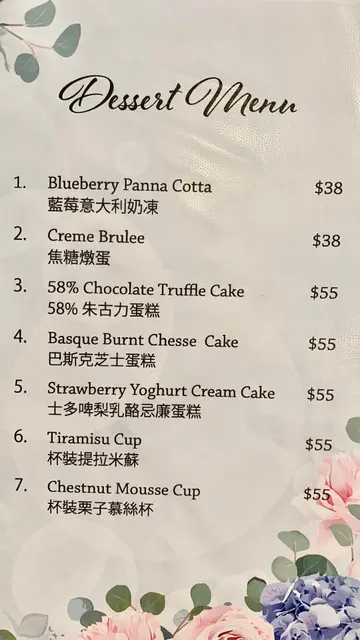 Dessert Menu
1. Blueberry Panna Cotta $38
藍莓意大利奶凍
2. Creme Brulee $38
焦糖燉蛋
3. 58% Chocolate Truffle Cake $55
58% 朱古力蛋糕
4. Basque Burnt Chesse Cake $55
巴斯克芝士蛋糕
5. Strawberry Yoghurt Cream Cake $55
士多啤梨乳酪忌廉蛋糕
6. Tiramisu Cup $55
杯裝提拉米蘇
7. Chestnut Mousse Cup $55
杯裝栗子慕絲杯